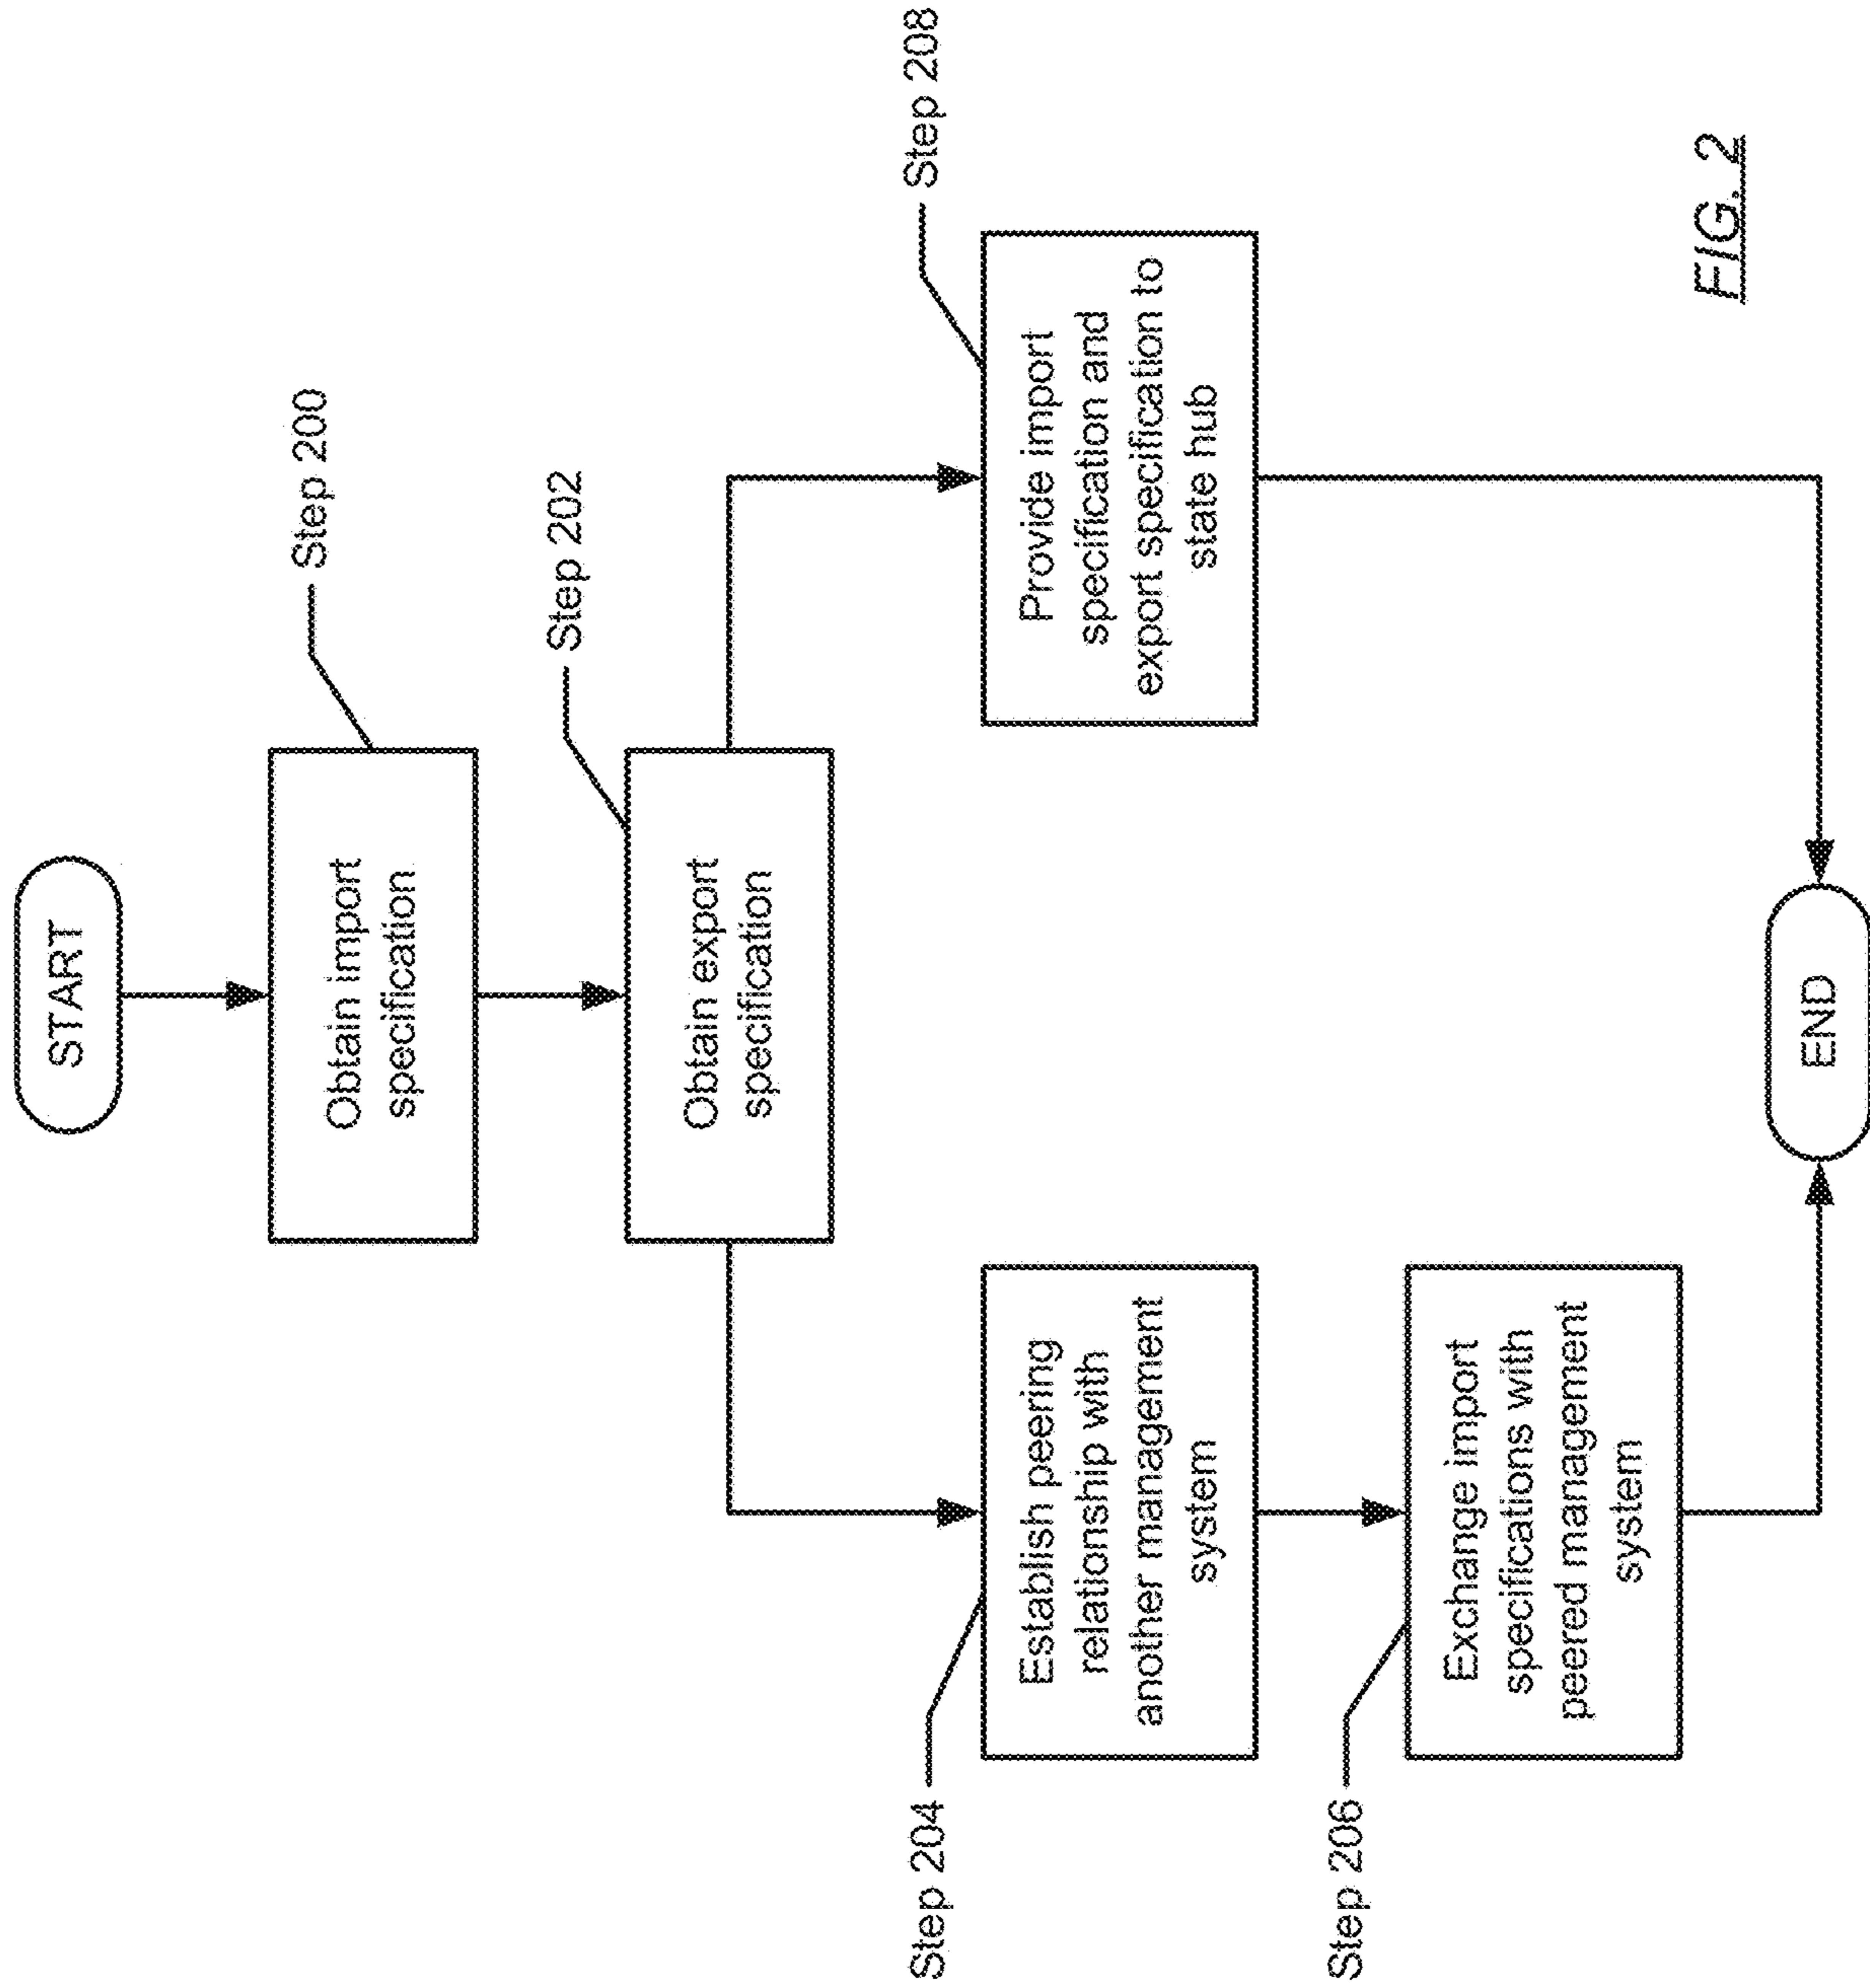 START
Obtain import
specification
Step 200
Obtain export
specification
Step 202
Establish peering
relationship with
another management
system
Step 204
Exchange import
specifications with
peered management
system
Step 206
Provide import
specification and
export specification to
state hub
Step 208
END
FIG. 2